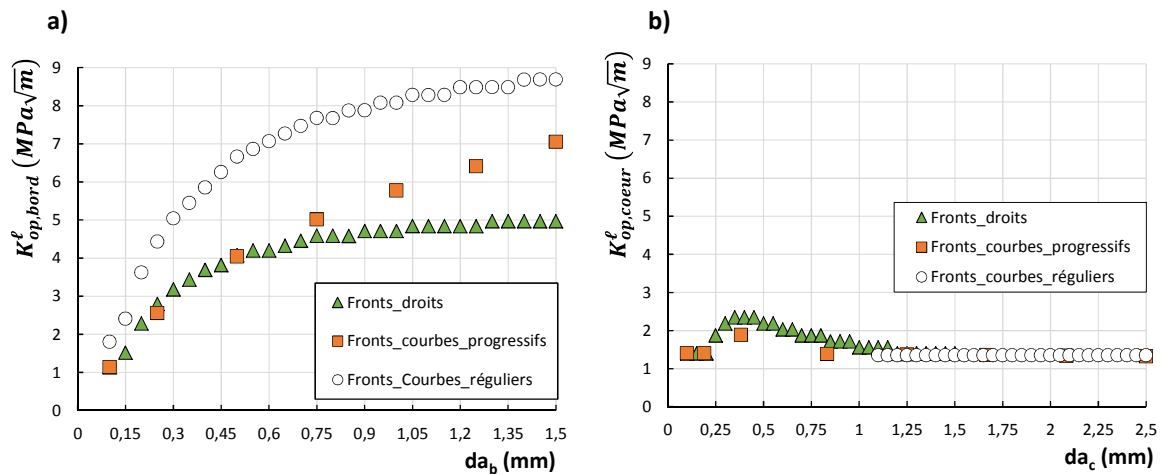 a)
K^ℓ_op,bord (MPa√m)
9
8
7
6
5
4
3
2
1
0
Fronts_droits
Fronts_courbes_progressifs
Fronts_Courbes_réguliers
0 0,15 0,3 0,45 0,6 0,75 0,9 1,05 1,2 1,35 1,5
da_b (mm)
b)
K^ℓ_op,coeur (MPa√m)
9
8
7
6
5
4
3
2
1
0
Fronts_droits
Fronts_courbes_progressifs
Fronts_courbes_réguliers
0 0,25 0,5 0,75 1 1,25 1,5 1,75 2 2,25 2,5
da_c (mm)